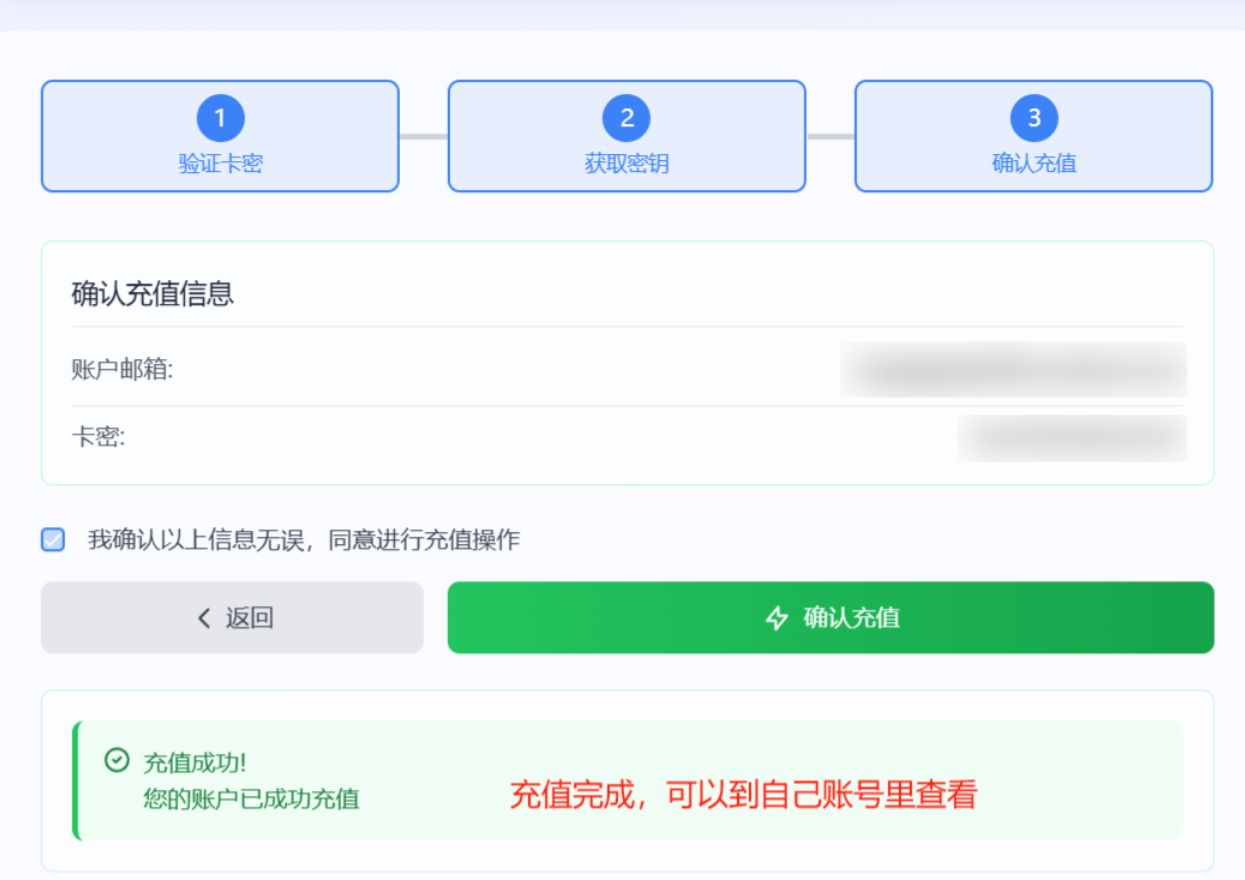 1
验证卡密
2
获取密钥
3
确认充值
确认充值信息
账户邮箱:
卡密:
我确认以上信息无误，同意进行充值操作
返回
确认充值
充值成功!
您的账户已成功充值
充值完成，可以到自己账号里查看